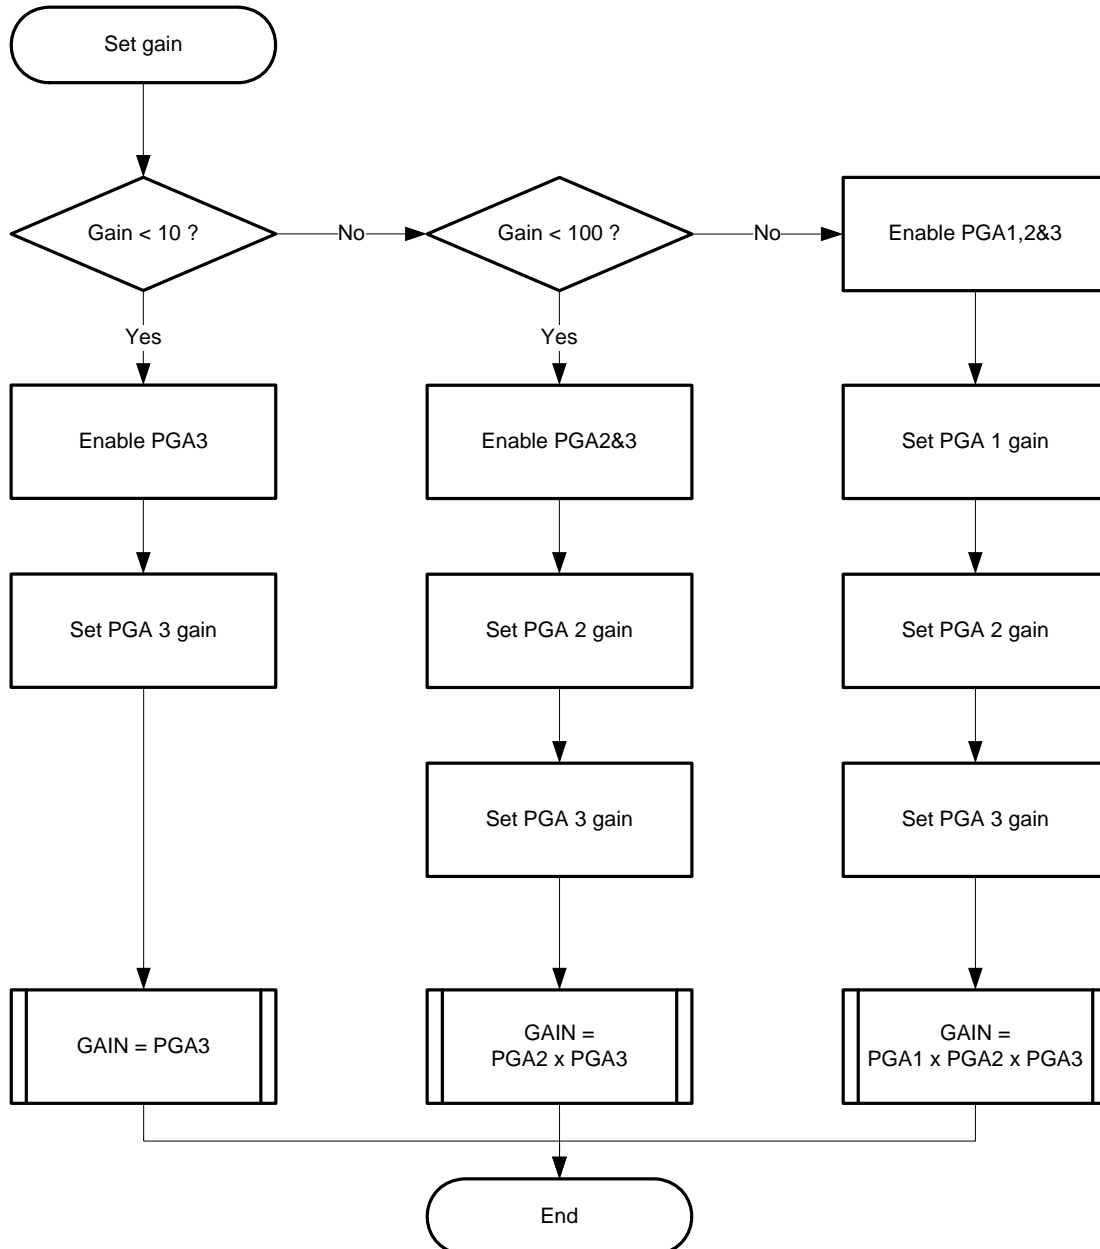 Set gain
Gain < 10 ?
No
Gain < 100 ?
No
Enable PGA1,2&3
Yes
Yes
Enable PGA3
Enable PGA2&3
Set PGA 1 gain
Set PGA 3 gain
Set PGA 2 gain
Set PGA 2 gain
Set PGA 3 gain
Set PGA 3 gain
GAIN = PGA3
GAIN =
PGA2 x PGA3
GAIN =
PGA1 x PGA2 x PGA3
End